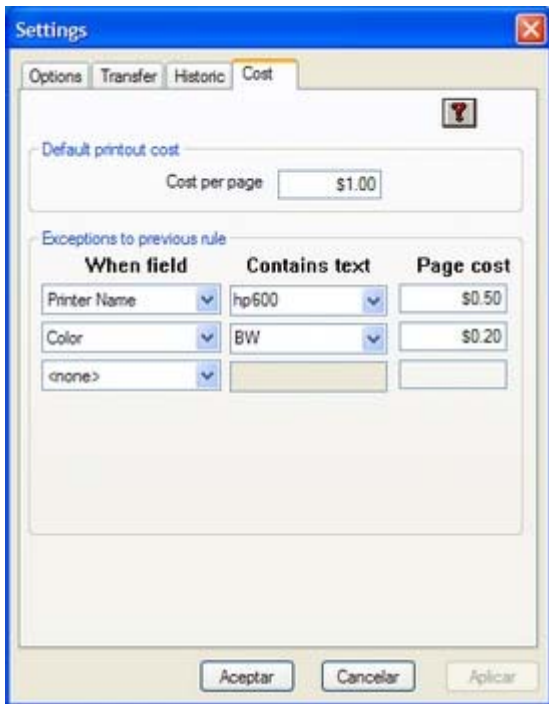 Settings
Options Transfer Historic Cost
?
Default printout cost
Cost per page $1.00
Exceptions to previous rule
When field Contains text Page cost
Printer Name hp600 $0.50
Color BW $0.20
<none>
Aceptar Cancelar Aplicar